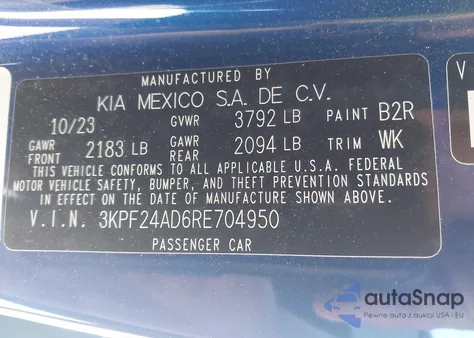 MANUFACTURED BY
KIA MEXICO S.A. DE C.V.
10/23 GVWR 3792 LB PAINT B2R
GAWR FRONT 2183 LB GAWR REAR 2094 LB TRIM WK
THIS VEHICLE CONFORMS TO ALL APPLICABLE U.S.A. FEDERAL
MOTOR VEHICLE SAFETY, BUMPER, AND THEFT PREVENTION STANDARDS
IN EFFECT ON THE DATE OF MANUFACTURE SHOWN ABOVE.
V.I.N. 3KPF24AD6RE704950
PASSENGER CAR
V
autoSnap
Pewne auta z aukcji USA i EU